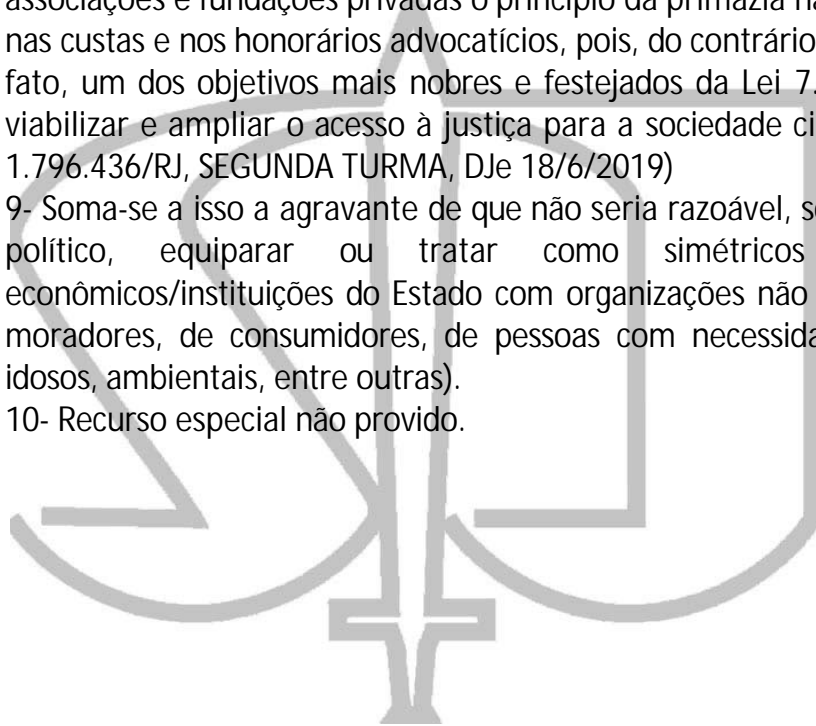 associações e fundações privadas o princípio da primazia
nas custas e nos honorários advocatícios, pois, do contrário
fato, um dos objetivos mais nobres e festejados da Lei 7.
viabilizar e ampliar o acesso à justiça para a sociedade
1.796.436/RJ, SEGUNDA TURMA, DJe 18/6/2019)
9- Soma-se a isso a agravante de que não seria razoável,
político, equiparar ou tratar como simétricos
econômicos/instituições do Estado com organizações não
moradores, de consumidores, de pessoas com
idosos, ambientais, entre outras).
10- Recurso especial não provido.